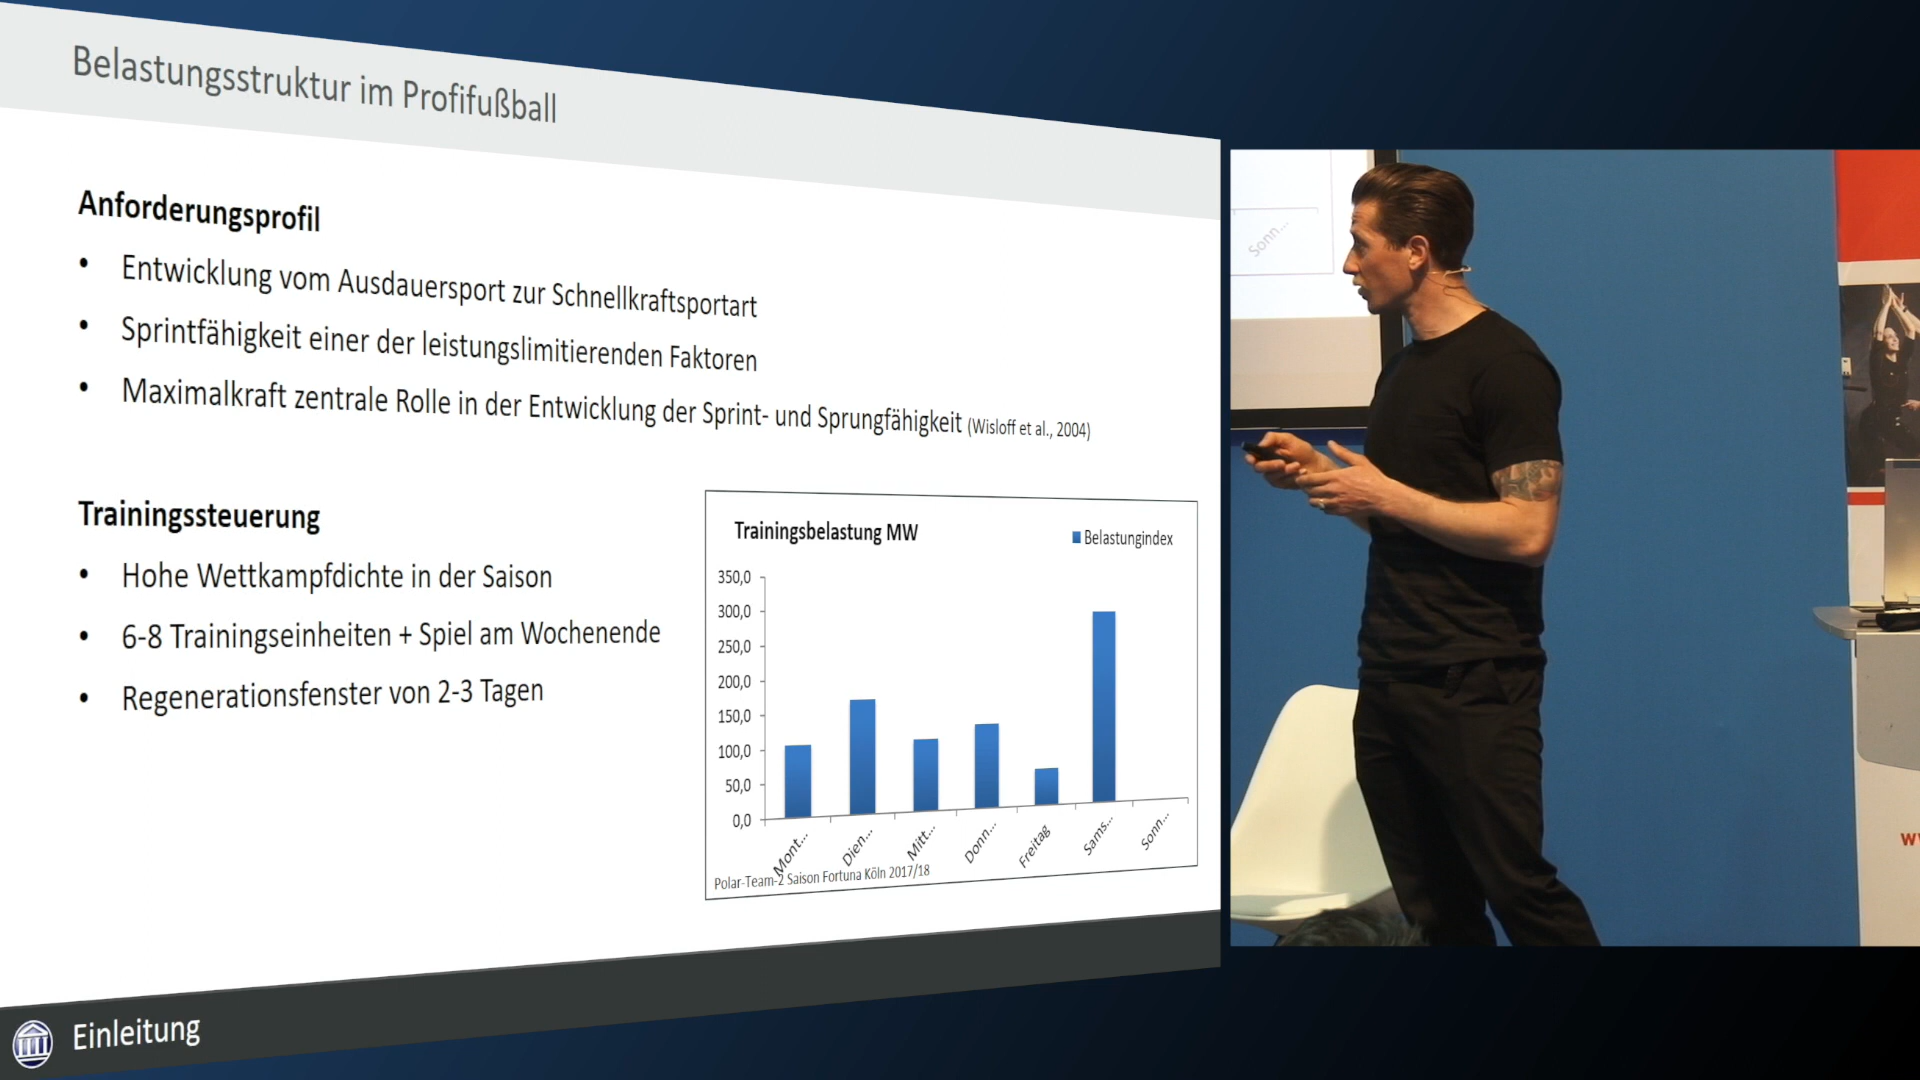 Belastungsstruktur im Profifußball
Anforderungsprofil
• Entwicklung vom Ausdauersport zur Schnellkraftsportart
• Sprintfähigkeit einer der leistungslimitierenden Faktoren
• Maximalkraft zentrale Rolle in der Entwicklung der Sprint- und Sprungfähigkeit (Wisloff et al., 2004)
Trainingssteuerung
• Hohe Wettkampfdichte in der Saison
• 6-8 Trainingseinheiten + Spiel am Wochenende
• Regenerationsfenster von 2-3 Tagen
Trainingsbelastung MW
Belastungindex
350,0
300,0
250,0
200,0
150,0
100,0
50,0
0,0
Mont...
Dien...
Mitt...
Donn...
Freitag
Sams...
Sonn...
Polar-Team-2 Saison Fortuna Köln 2017/18
Einleitung
Sonn...